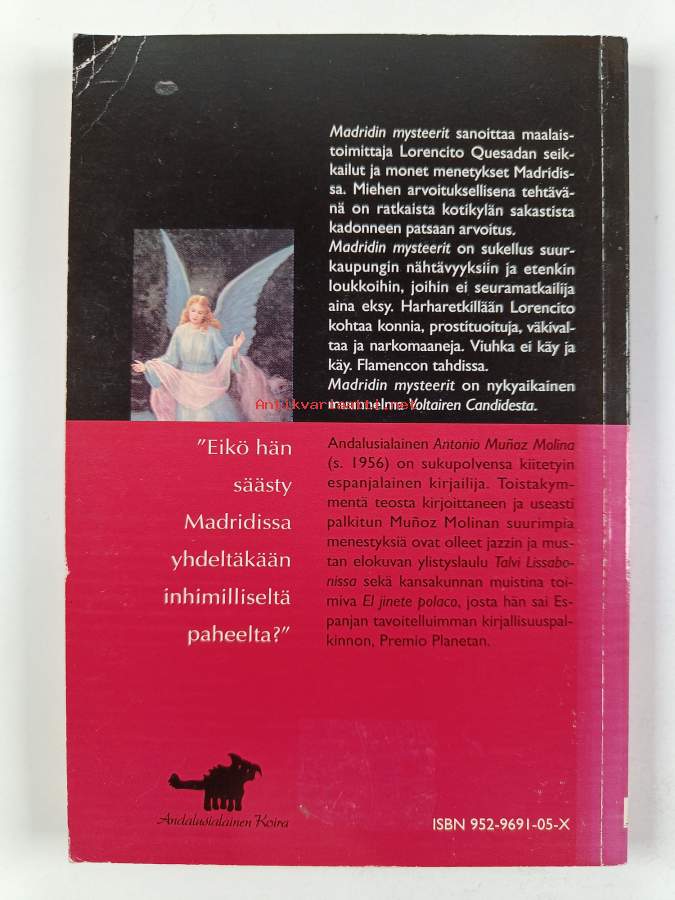 Madridin mysteerit sanoittaa maalais-
toimittaja Lorencito Quesadan seik-
kailut ja monet menetykset Madridis-
sa. Miehen arvoituksellisena tehtävä-
nä on ratkaista kotikylän sakastista
kadonneen patsaan arvoitus.
Madridin mysteerit on sukellus suur-
kaupungin nähtävyyksiin ja etenkin
loukkoihin, joihin ei seuramatkailija
aina eksy. Harharetkillään Lorencito
kohtaa konnia, prostituoituja, väkival-
taa ja narkomaaneja. Viuhka ei käy ja
käy. Flamencon tahdissa.
Madridin mysteerit on nykyaikainen
Antikvariaatti.net
Voltairen Candidesta.
"Eikö hän
säästy
Madridissa
yhdeltäkään
inhimilliseltä
paheelta?"
Andalusialainen Antonio Muñoz Molina
(s. 1956) on sukupolvensa kiitetyin
espanjalainen kirjailija. Toistakym-
mentä teosta kirjoittaneen ja useasti
palkitun Muñoz Molinan suurimpia
menestyksiä ovat olleet jazzin ja mus-
tan elokuvan ylistyslaulu Talvi Lissabo-
nissa sekä kansakunnan muistina toi-
miva El jinete polaco, josta hän sai Es-
panjan tavoitelluimman kirjallisuuspal-
kinnon, Premio Planetan.
Andalusialainen Koira
ISBN 952-9691-05-X